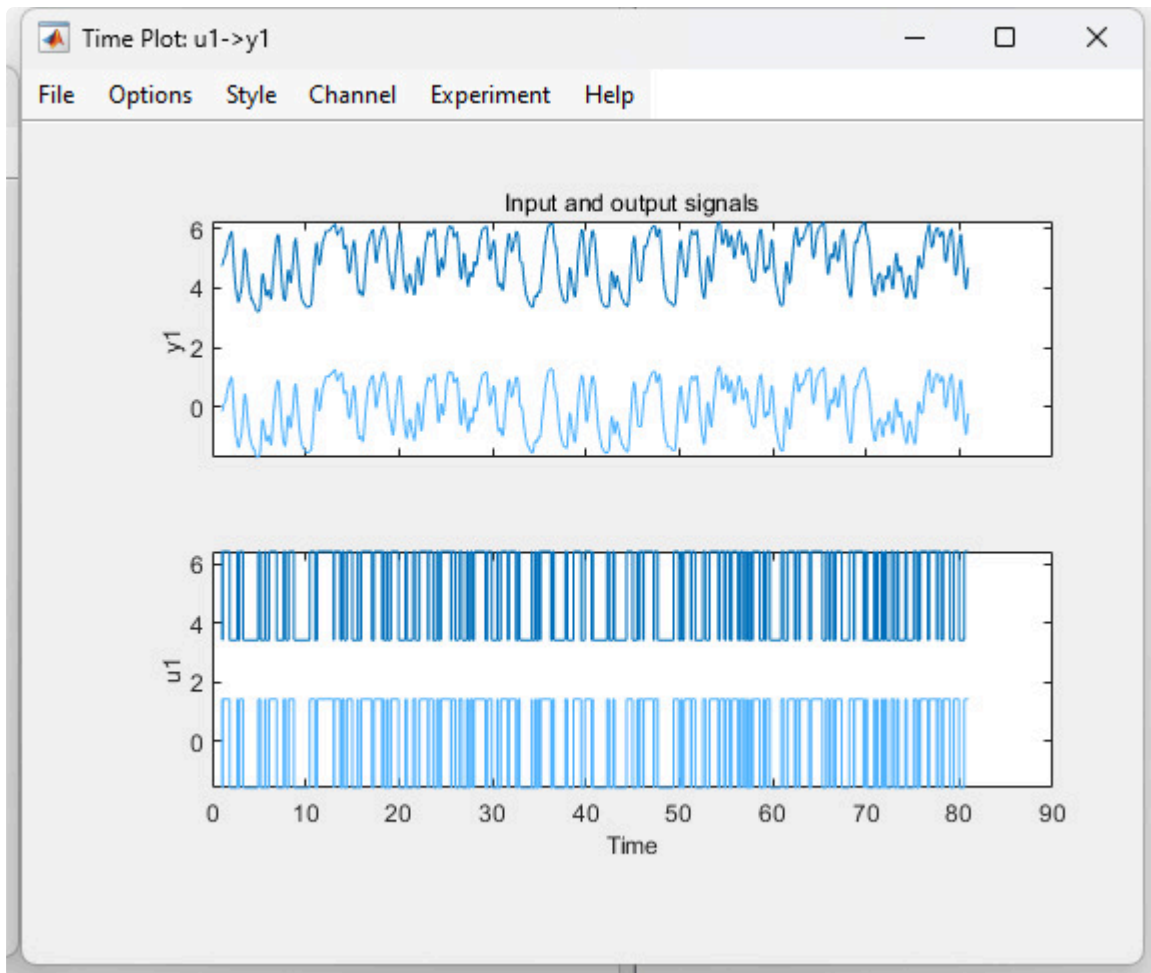 Time Plot: u1->y1
File Options Style Channel Experiment Help
Input and output signals
6
4
2
0
y1
6
4
2
0
u1
0 10 20 30 40 50 60 70 80 90
Time